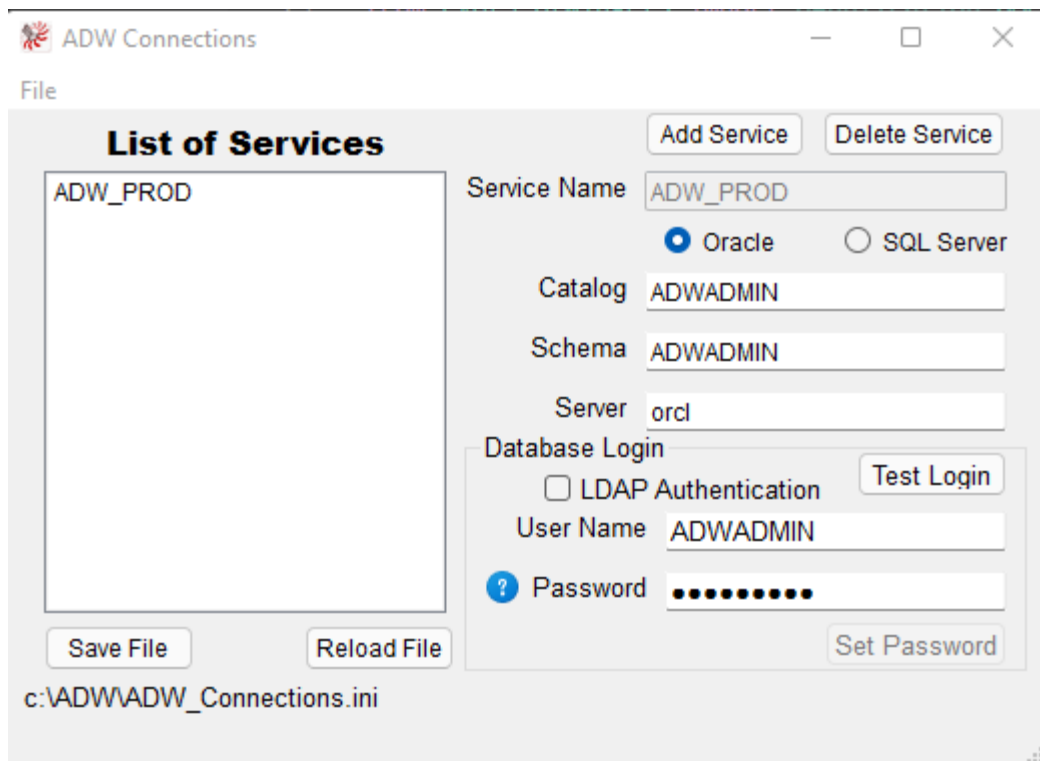 ADW Connections
File
List of Services
Add Service
Delete Service
ADW_PROD
Service Name
ADW_PROD
Oracle
SQL Server
Catalog
ADWADMIN
Schema
ADWADMIN
Server
orcl
Database Login
Test Login
LDAP Authentication
User Name
ADWADMIN
?
Password
•••••••••
Set Password
Save File
Reload File
c:\ADW\ADW_Connections.ini